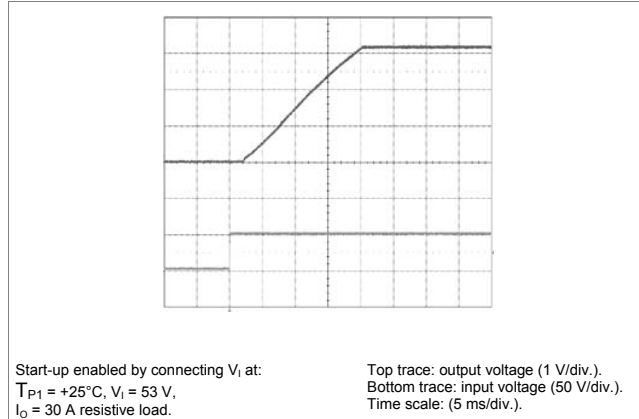 Start-up enabled by connecting VI at:
TP1 = +25°C, VI = 53 V,
IO = 30 A resistive load.
Top trace: output voltage (1 V/div.).
Bottom trace: input voltage (50 V/div.).
Time scale: (5 ms/div.).